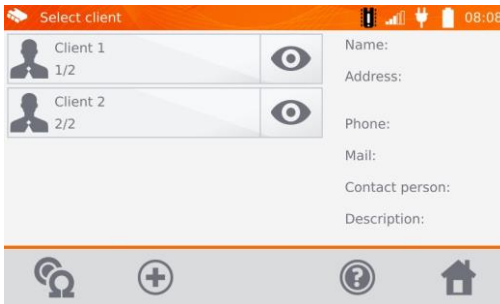 Select client
08:08
Client 1
1/2
Client 2
2/2
Name:
Address:
Phone:
Mail:
Contact person:
Description: